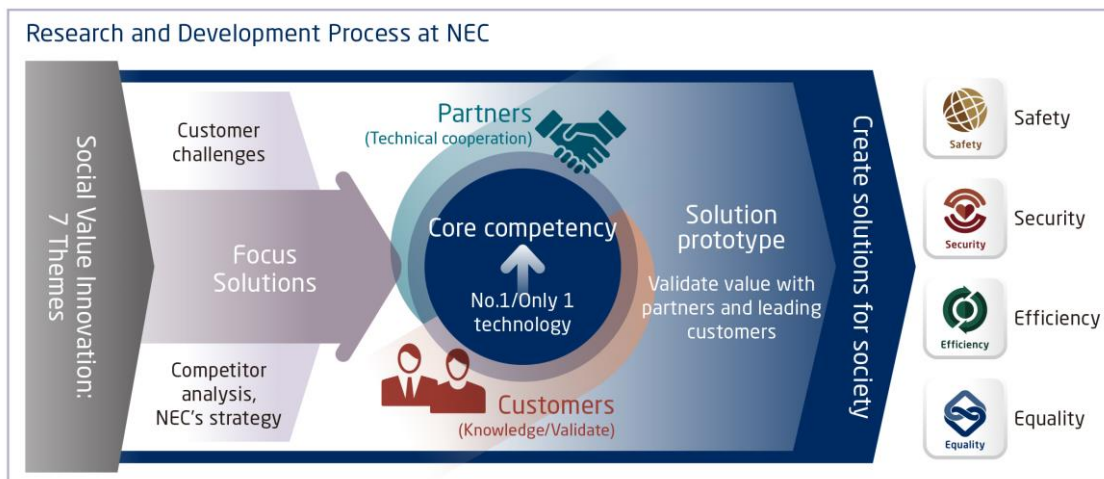 Research and Development Process at NEC
Social Value Innovation:
7 Themes
Customer
challenges
Focus
Solutions
Competitor
analysis,
NEC's strategy
Partners
(Technical cooperation)
Core competency
No.1/Only 1
technology
Customers
(Knowledge/Validate)
Solution
prototype
Validate value with
partners and leading
customers
Create solutions for society
Safety
Safety
Security
Security
Efficiency
Efficiency
Equality
Equality